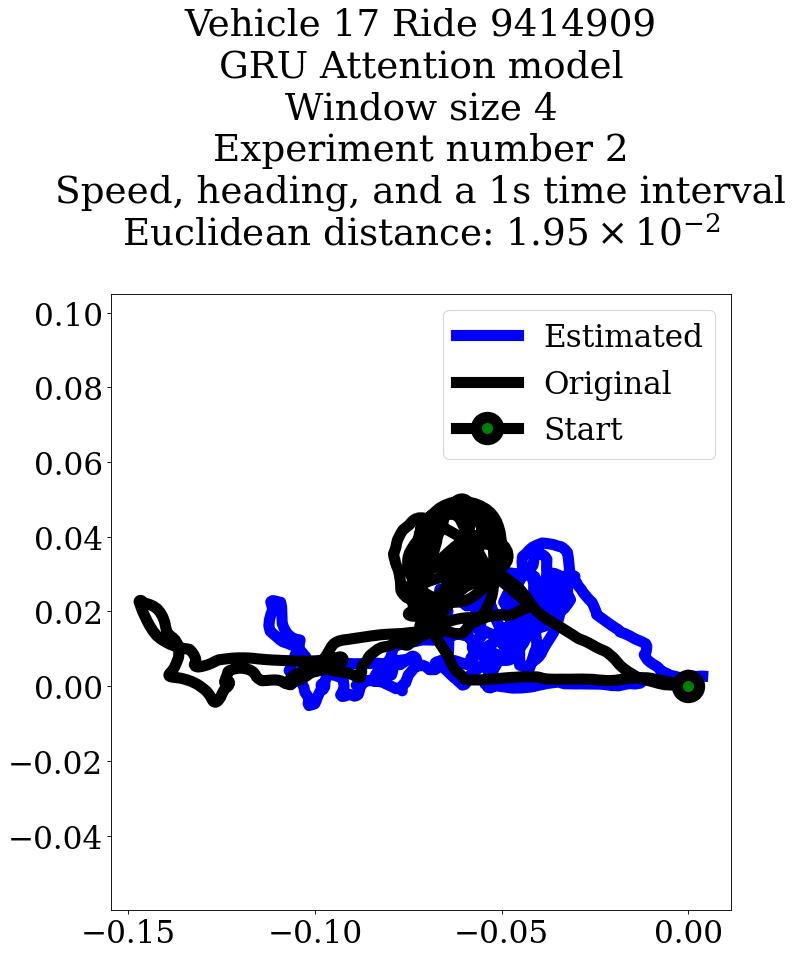 Vehicle 17 Ride 9414909
GRU Attention model
Window size 4
Experiment number 2
Speed, heading, and a 1s time interval
Euclidean distance: 1.95 × 10⁻²
Estimated
Original
Start
0.10
0.08
0.06
0.04
0.02
0.00
−0.02
−0.04
−0.15
−0.10
−0.05
0.00